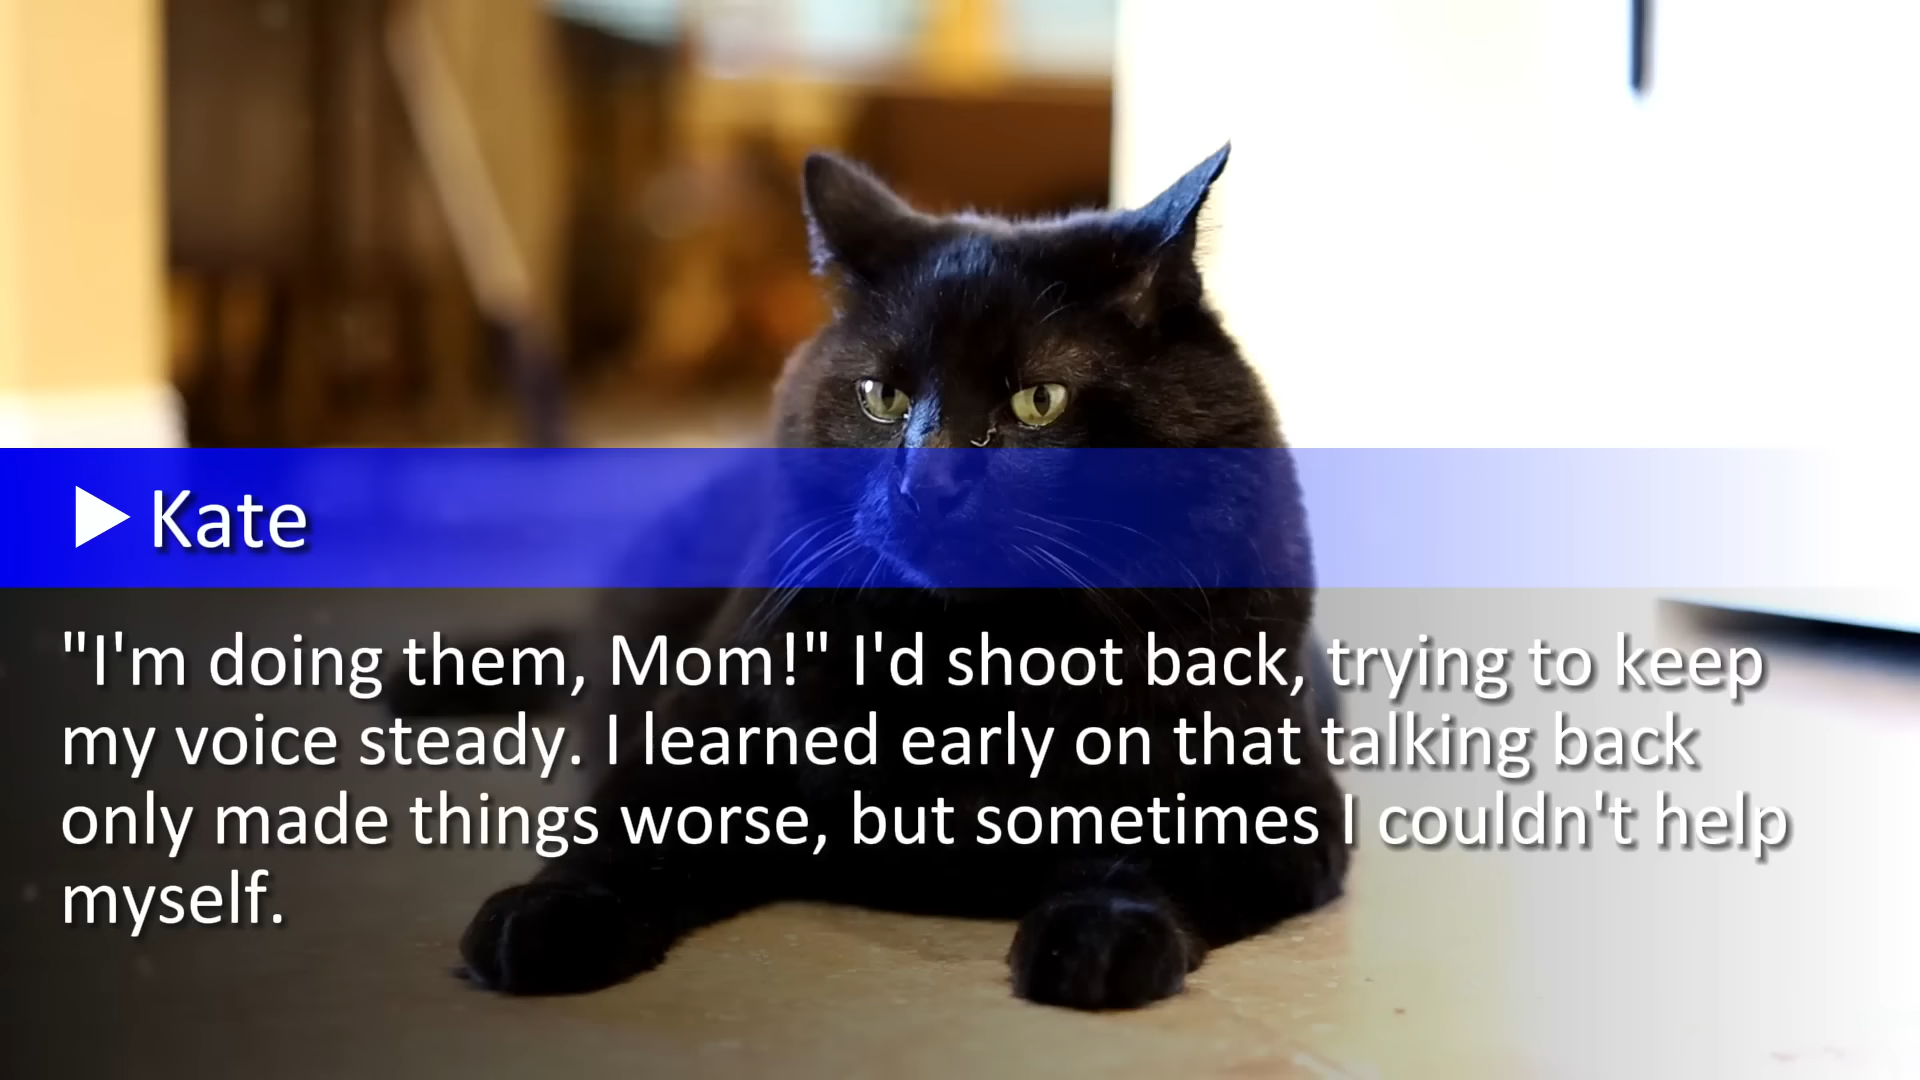 Kate
"I'm doing them, Mom!" I'd shoot back, trying to keep
my voice steady. I learned early on that talking back
only made things worse, but sometimes I couldn't help
myself.